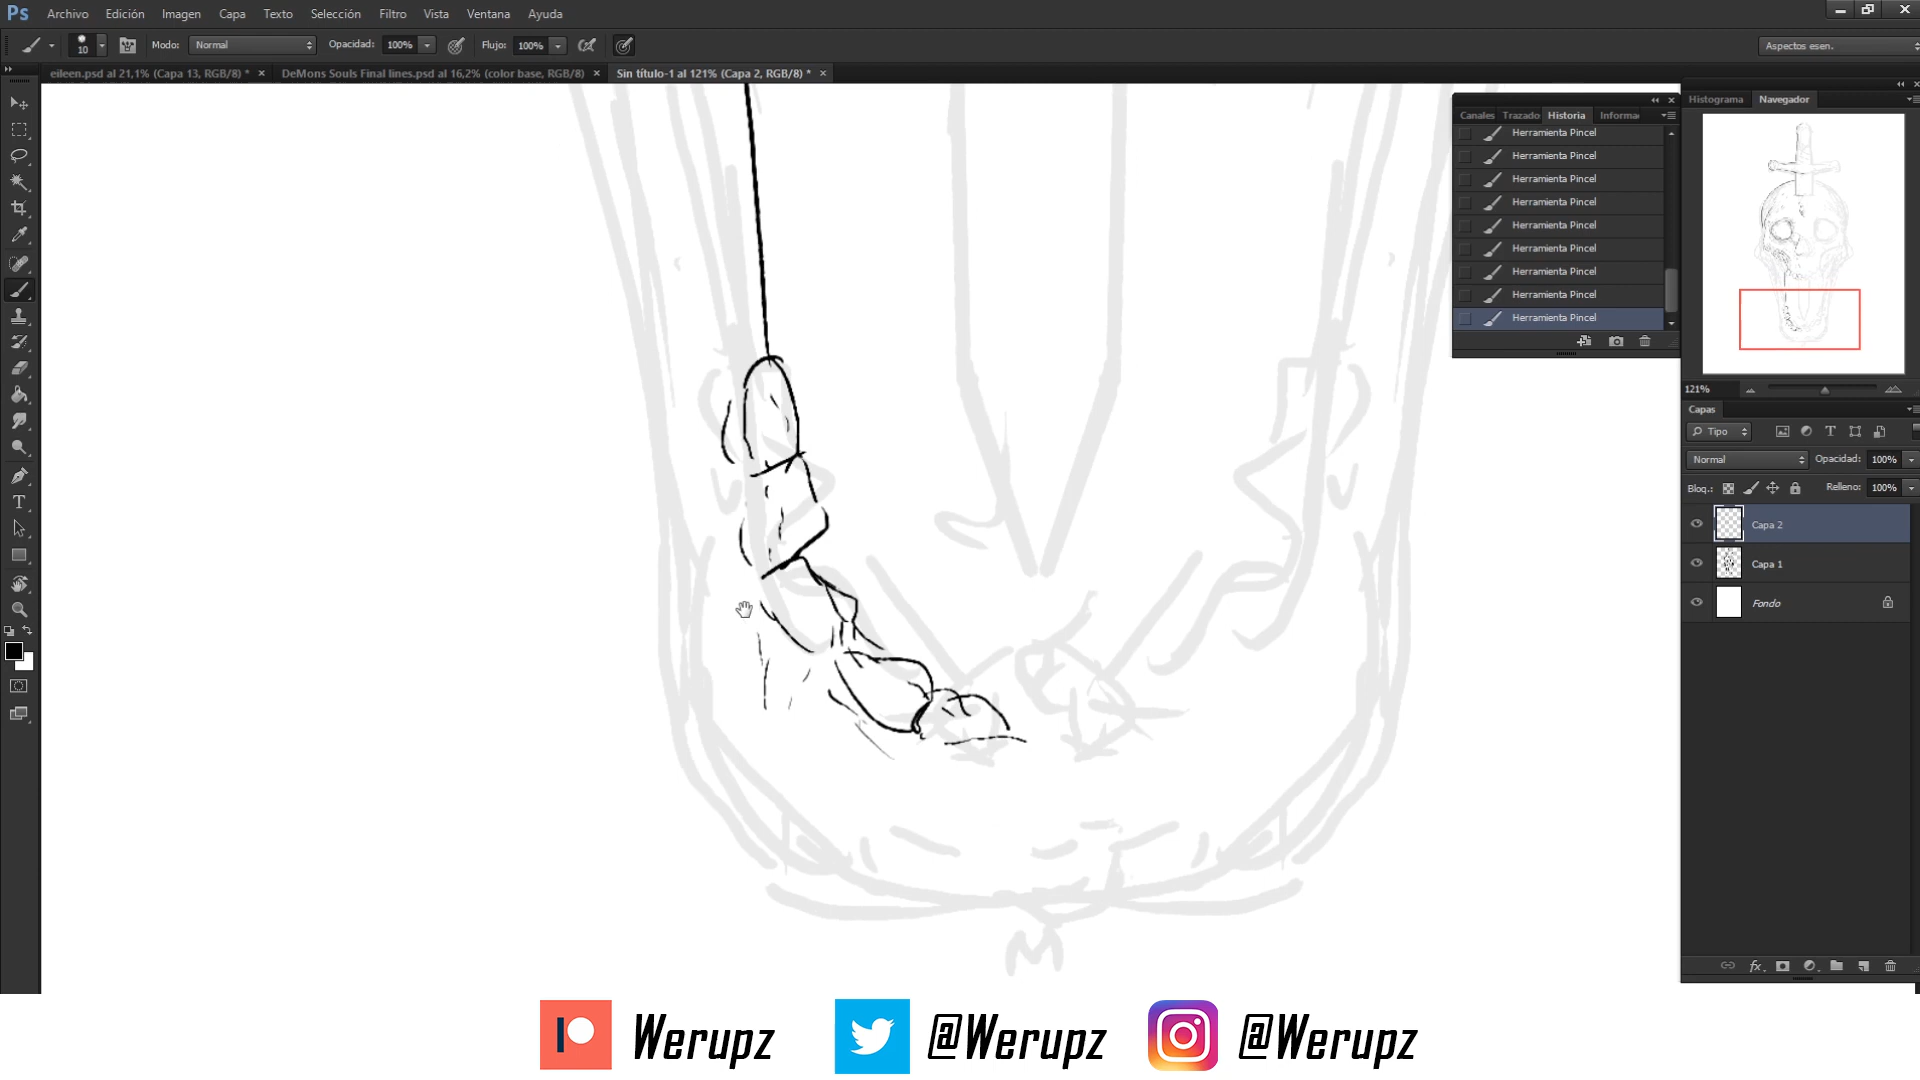 Ps Archivo Edición Imagen Capa Texto Selección Filtro Vista Ventana Ayuda
10 Modo: Normal Opacidad: 100% Flujo: 100% Aspectos esen.
eileen.psd al 21,1% (Capa 13, RGB/8) * × DeMons Souls Final lines.psd al 16,2% (color base, RGB/8) × Sin título-1 al 121% (Capa 2, RGB/8) * ×
Histograma Navegador
Canales Trazado Historia Informa
Herramienta Pincel
Herramienta Pincel
Herramienta Pincel
Herramienta Pincel
Herramienta Pincel
Herramienta Pincel
Herramienta Pincel
Herramienta Pincel
Herramienta Pincel
121%
Capas
Tipo
Normal Opacidad: 100%
Bloq.: Relleno: 100%
Capa 2
Capa 1
Fondo
fx
Werupz @Werupz @Werupz